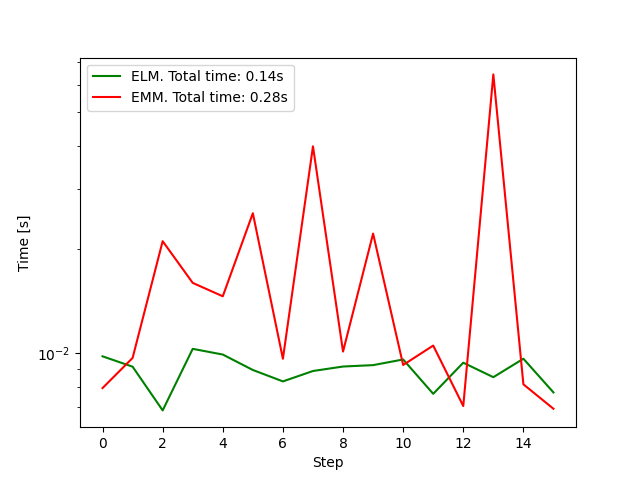 ELM. Total time: 0.14s
EMM. Total time: 0.28s
Time [s]
10⁻²
0 2 4 6 8 10 12 14
Step